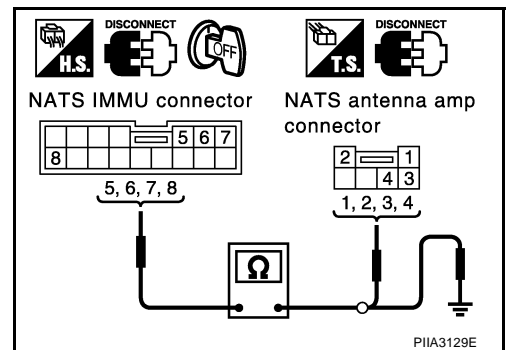 DISCONNECT
H.S.
OFF
DISCONNECT
T.S.
NATS IMMU connector
5 6 7
8
5, 6, 7, 8
NATS antenna amp
connector
2 1
4 3
1, 2, 3, 4
Ω
PIIA3129E